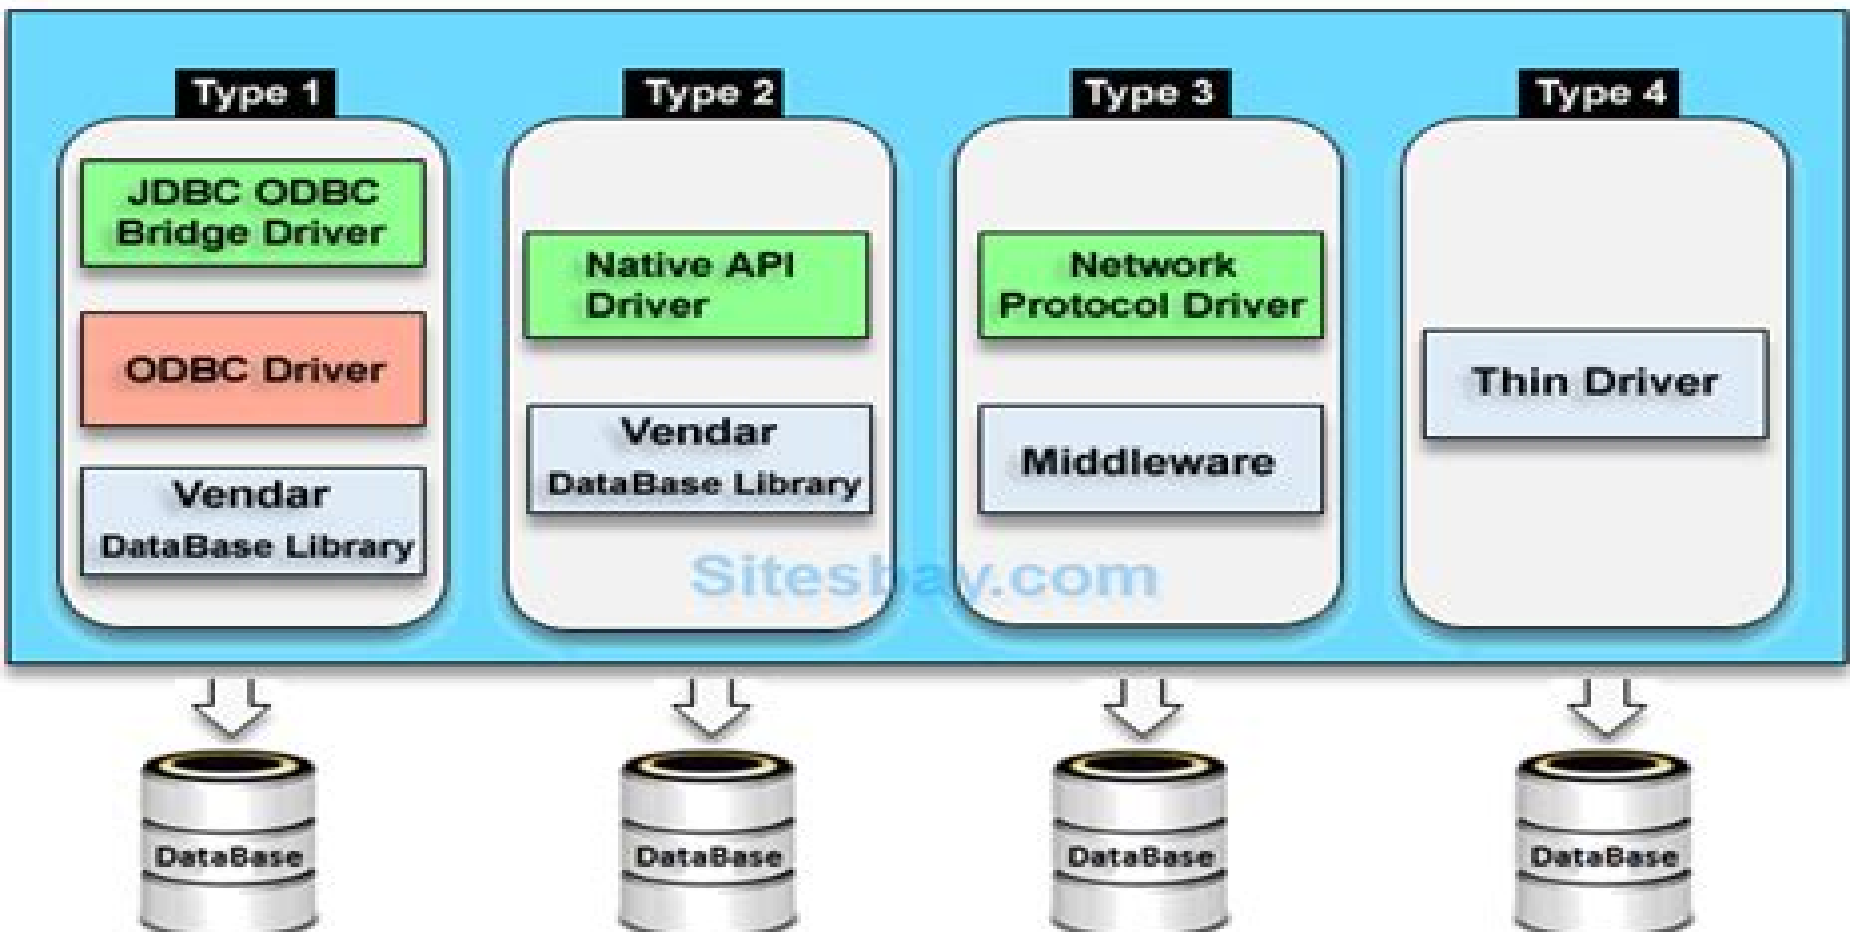 Type 1
JDBC ODBC
Bridge Driver
ODBC Driver
Vendar
DataBase Library
Type 2
Native API
Driver
Vendar
DataBase Library
Type 3
Network
Protocol Driver
Middleware
Type 4
Thin Driver
Sitesbay.com
DataBase
DataBase
DataBase
DataBase